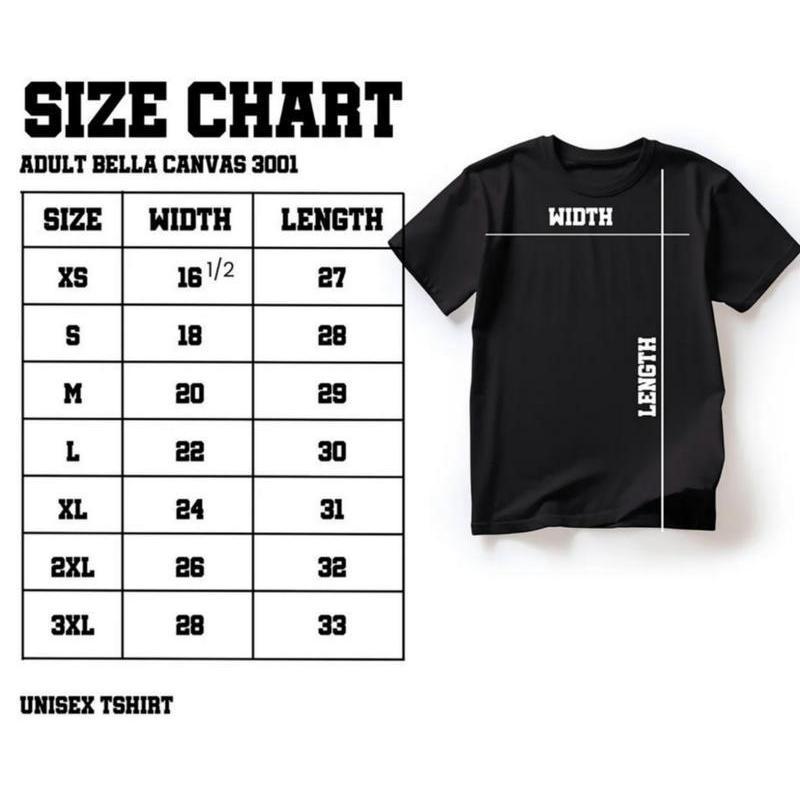 SIZE CHART
ADULT BELLA CANVAS 3001
SIZE WIDTH LENGTH
XS 16 1/2 27
S 18 28
M 20 29
L 22 30
XL 24 31
2XL 26 32
3XL 28 33
UNISEX TSHIRT
WIDTH
LENGTH